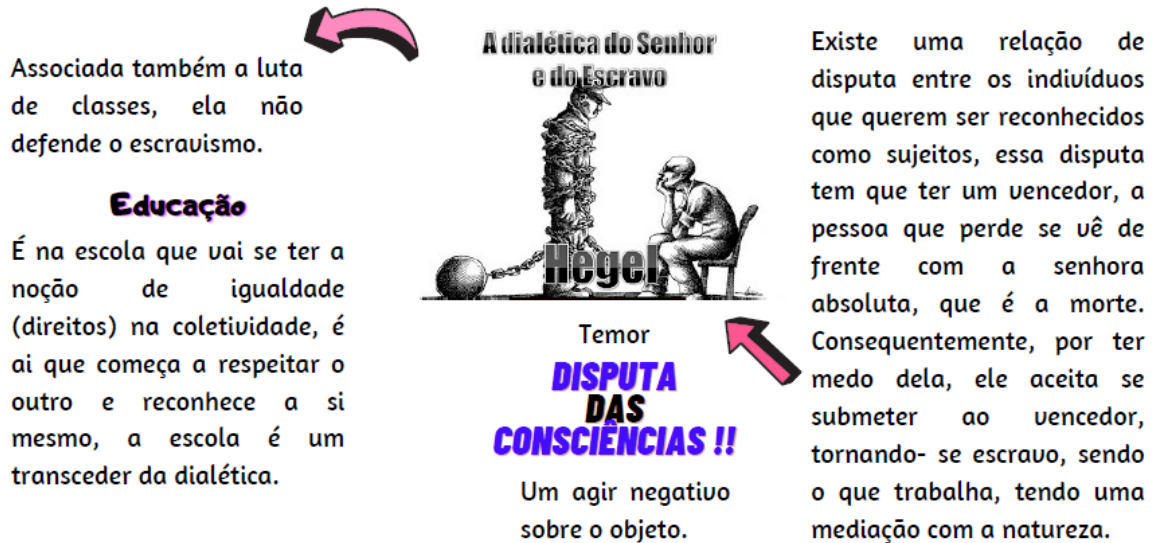 Associada também a luta
de classes, ela não
defende o escravismo.
Educação
É na escola que vai se ter a
noção de igualdade
(direitos) na coletividade, é
ai que começa a respeitar o
outro e reconhece a si
mesmo, a escola é um
transceder da dialética.
A dialética do Senhor
e do Escravo
Hegel
Temor
DISPUTA
DAS
CONSCIÊNCIAS !!
Um agir negativo
sobre o objeto.
Existe uma relação de
disputa entre os indivíduos
que querem ser reconhecidos
como sujeitos, essa disputa
tem que ter um vencedor, a
pessoa que perde se vê de
frente com a senhora
absoluta, que é a morte.
Consequentemente, por ter
medo dela, ele aceita se
submeter ao vencedor,
tornando- se escravo, sendo
o que trabalha, tendo uma
mediação com a natureza.